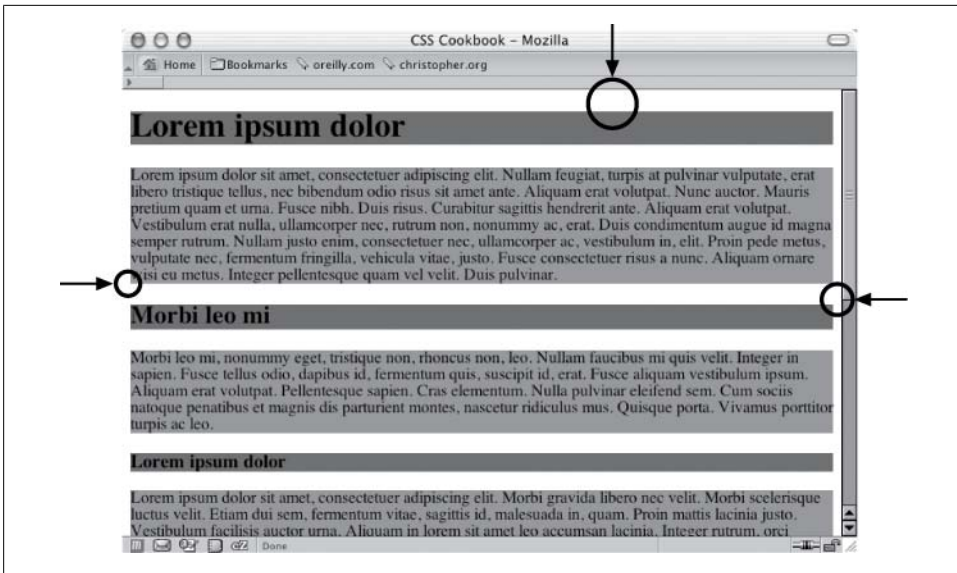 CSS Cookbook – Mozilla
Home Bookmarks oreilly.com christopher.org
Lorem ipsum dolor
Lorem ipsum dolor sit amet, consectetuer adipiscing elit. Nullam feugiat, turpis at pulvinar vulputate, erat
libero tristique tellus, nec bibendum odio risus sit amet ante. Aliquam erat volutpat. Nunc auctor. Mauris
pretium quam et urna. Fusce nibh. Duis risus. Curabitur sagittis hendrerit ante. Aliquam erat volutpat.
Vestibulum erat nulla, ullamcorper nec, rutrum non, nonummy ac, erat. Duis condimentum augue id magna
semper rutrum. Nullam justo enim, consectetuer nec, ullamcorper ac, vestibulum in, elit. Proin pede metus,
vulputate nec, fermentum fringilla, vehicula vitae, justo. Fusce consectetuer risus a nunc. Aliquam ornare
nisi eu metus. Integer pellentesque quam vel velit. Duis pulvinar.
Morbi leo mi
Morbi leo mi, nonummy eget, tristique non, rhoncus non, leo. Nullam faucibus mi quis velit. Integer in
sapien. Fusce tellus odio, dapibus id, fermentum quis, suscipit id, erat. Fusce aliquam vestibulum ipsum.
Aliquam erat volutpat. Pellentesque sapien. Cras elementum. Nulla pulvinar eleifend sem. Cum sociis
natoque penatibus et magnis dis parturient montes, nascetur ridiculus mus. Quisque porta. Vivamus porttitor
turpis ac leo.
Lorem ipsum dolor
Lorem ipsum dolor sit amet, consectetuer adipiscing elit. Morbi gravida libero nec velit. Morbi scelerisque
luctus velit. Etiam dui sem, fermentum vitae, sagittis id, malesuada in, quam. Proin mattis lacinia justo.
Vestibulum facilisis auctor urna. Aliquam in lorem sit amet leo accumsan lacinia. Integer rutrum, orci
Done